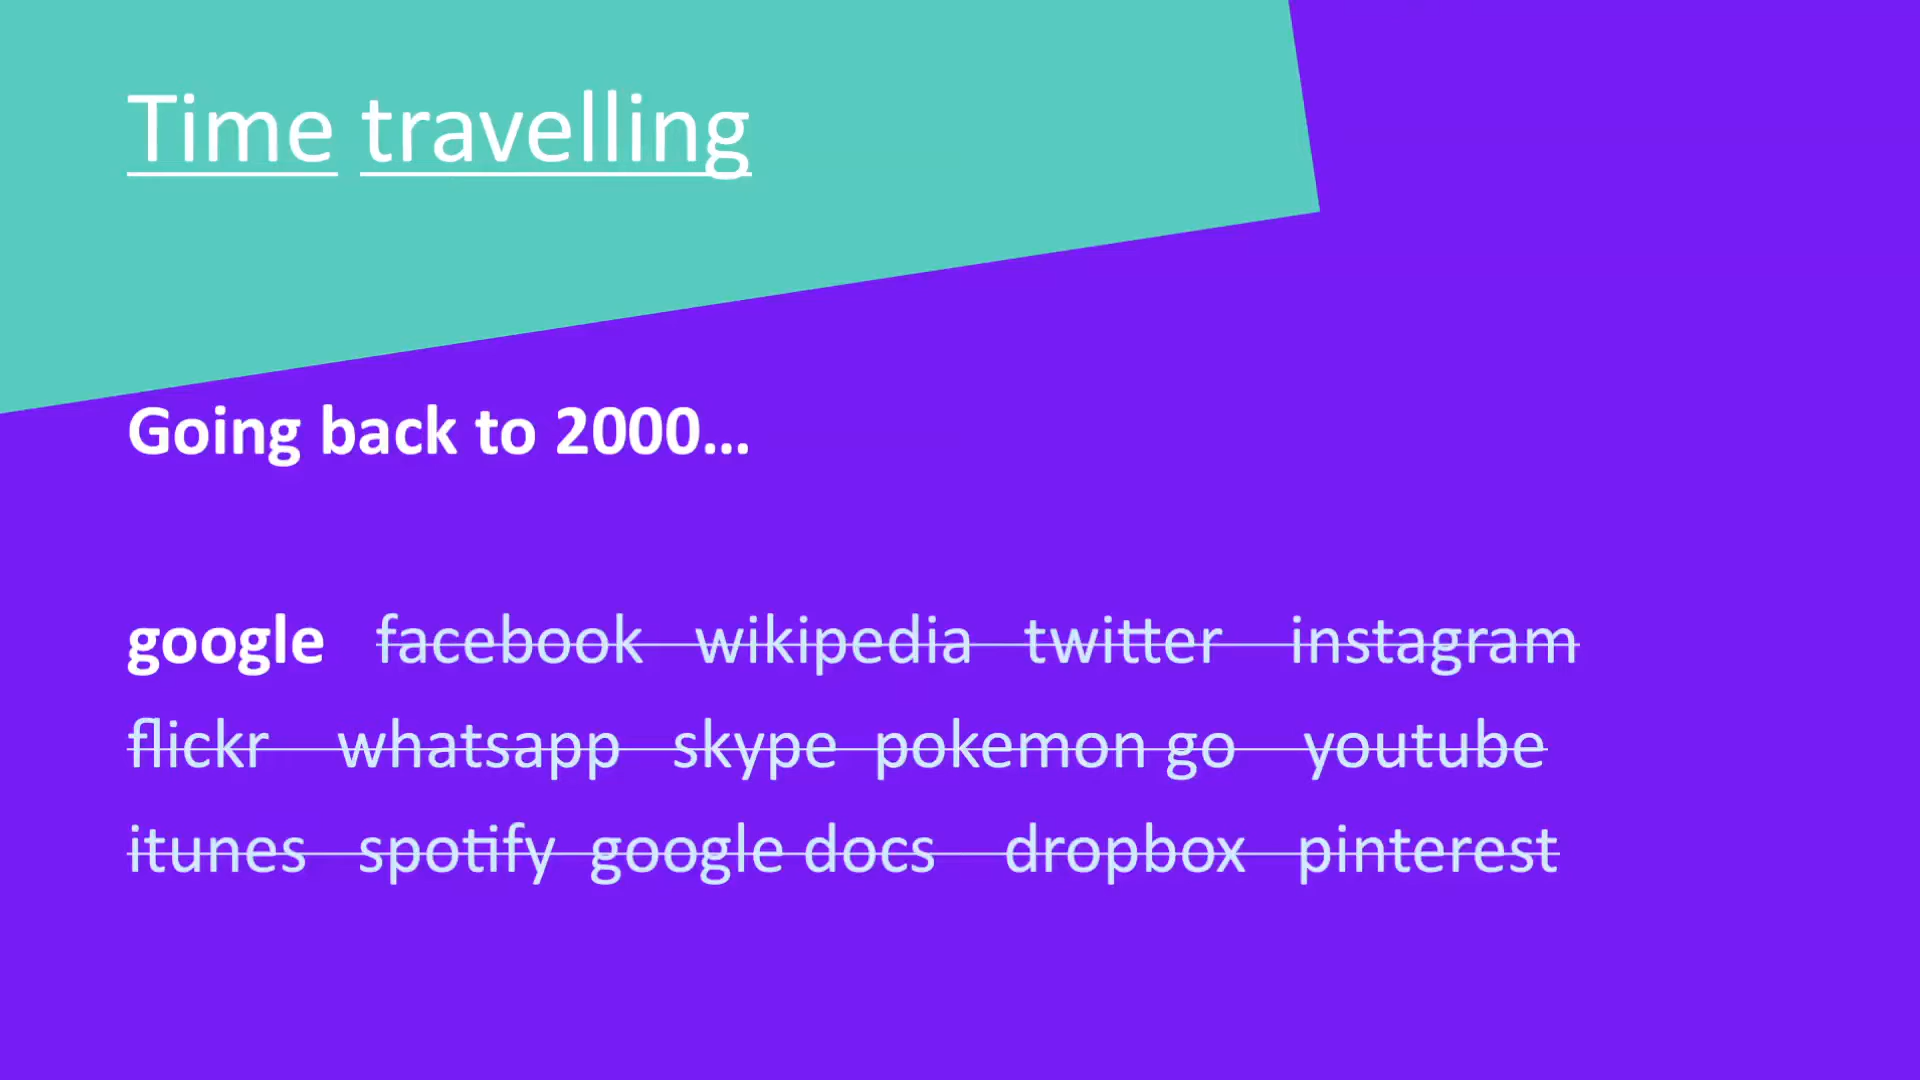 Time travelling
Going back to 2000...
google facebook wikipedia twitter instagram
flickr whatsapp skype pokemon go youtube
itunes spotify google docs dropbox pinterest